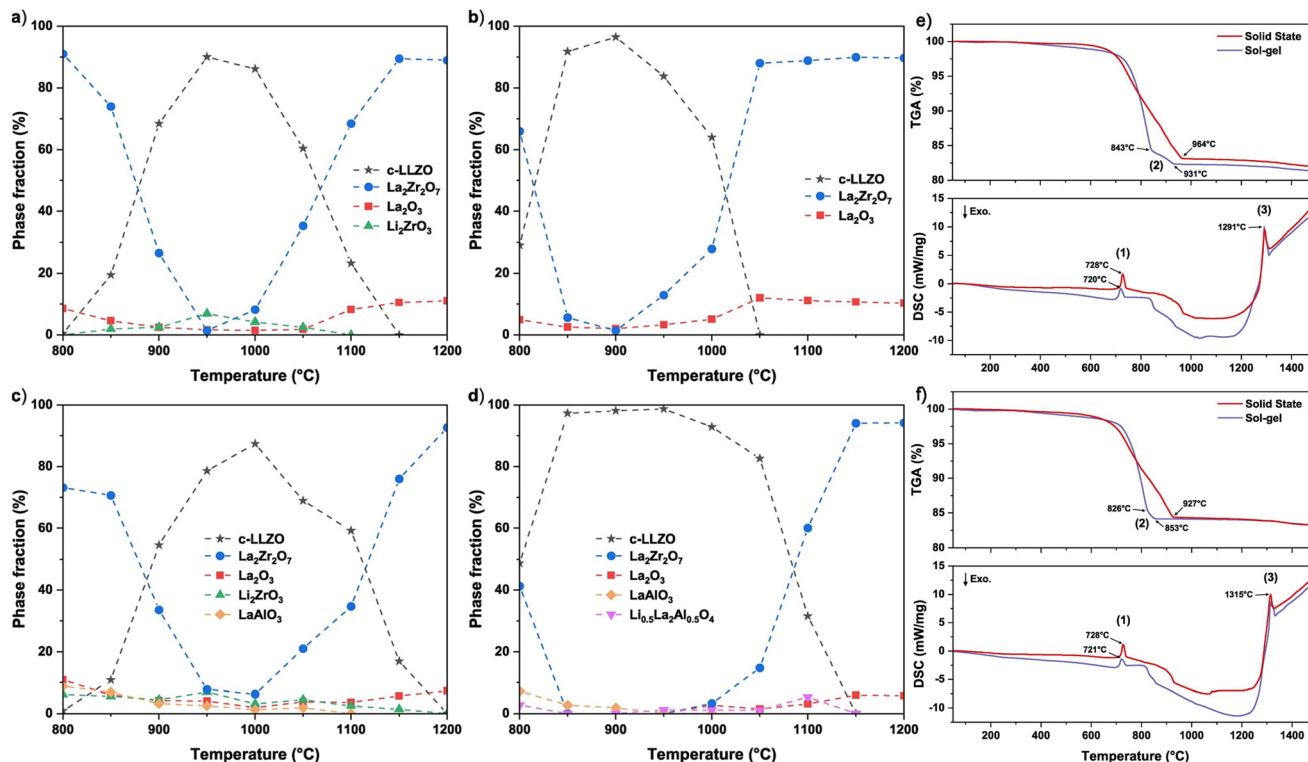 a)
100
80
60
40
20
0
Phase fraction (%)
c-LLZO
La₂Zr₂O₇
La₂O₃
Li₂ZrO₃
800 900 1000 1100 1200
Temperature (°C)
b)
100
80
60
40
20
0
Phase fraction (%)
c-LLZO
La₂Zr₂O₇
La₂O₃
800 900 1000 1100 1200
Temperature (°C)
c)
100
80
60
40
20
0
Phase fraction (%)
c-LLZO
La₂Zr₂O₇
La₂O₃
Li₂ZrO₃
LaAlO₃
800 900 1000 1100 1200
Temperature (°C)
d)
100
80
60
40
20
0
Phase fraction (%)
c-LLZO
La₂Zr₂O₇
La₂O₃
LaAlO₃
Li₀.₅La₂Al₀.₅O₄
800 900 1000 1100 1200
Temperature (°C)
e)
Solid State
Sol-gel
100
95
90
85
80
TGA (%)
843°C
(2)
964°C
931°C
15
10
5
0
-5
-10
DSC (mW/mg)
↓ Exo.
(1)
728°C
720°C
(3)
1291°C
200 400 600 800 1000 1200 1400
f)
Solid State
Sol-gel
100
95
90
85
80
TGA (%)
826°C
(2)
927°C
853°C
15
10
5
0
-5
-10
DSC (mW/mg)
↓ Exo.
(1)
728°C
721°C
(3)
1315°C
200 400 600 800 1000 1200 1400
Temperature (°C)